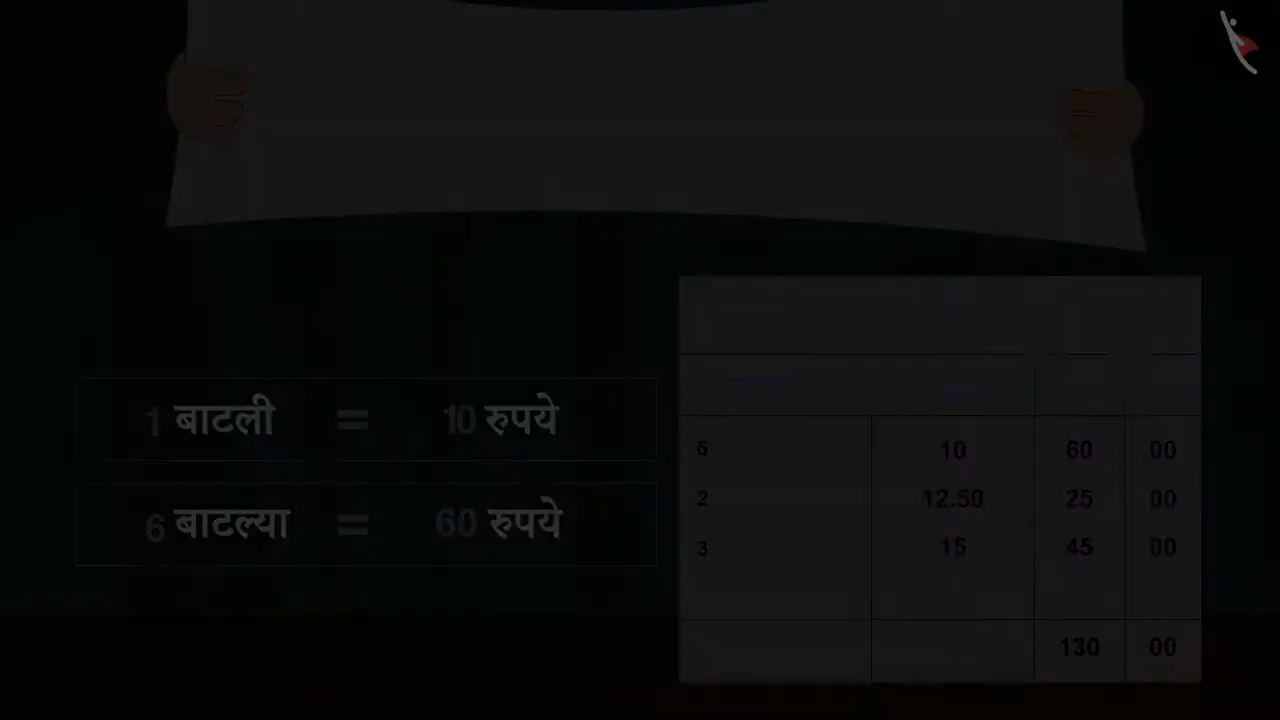 1 बाटली = 10 रुपये
6 बाटल्या = 60 रुपये
6 10 60 00
2 12.50 25 00
3 15 45 00
130 00